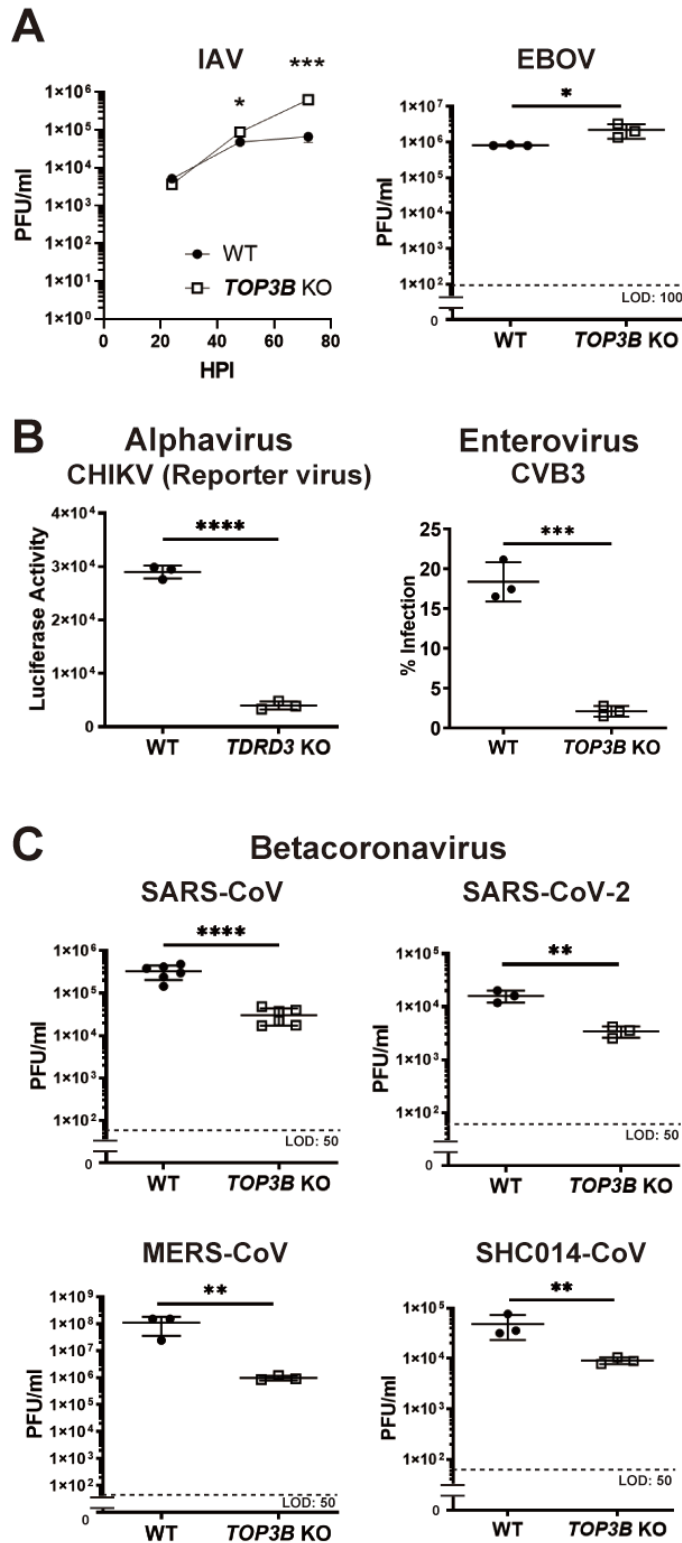 A
IAV
EBOV
*
***
*
PFU/ml
1×10⁶
1×10⁵
1×10⁴
1×10³
1×10²
1×10¹
1×10⁰
WT
TOP3B KO
0
20
40
60
80
HPI
PFU/ml
1×10⁷
1×10⁶
1×10⁵
1×10⁴
1×10³
1×10²
0
LOD: 100
WT
TOP3B KO
B
Alphavirus
CHIKV (Reporter virus)
Enterovirus
CVB3
Luciferase Activity
4×10⁴
3×10⁴
2×10⁴
1×10⁴
0
****
WT
TDRD3 KO
% Infection
25
20
15
10
5
0
***
WT
TOP3B KO
C
Betacoronavirus
SARS-CoV
SARS-CoV-2
PFU/ml
1×10⁶
1×10⁵
1×10⁴
1×10³
1×10²
0
****
LOD: 50
WT
TOP3B KO
PFU/ml
1×10⁵
1×10⁴
1×10³
1×10²
0
**
LOD: 50
WT
TOP3B KO
MERS-CoV
SHC014-CoV
PFU/ml
1×10⁹
1×10⁸
1×10⁷
1×10⁶
1×10⁵
1×10⁴
1×10³
1×10²
0
**
LOD: 50
WT
TOP3B KO
PFU/ml
1×10⁵
1×10⁴
1×10³
1×10²
0
**
LOD: 50
WT
TOP3B KO